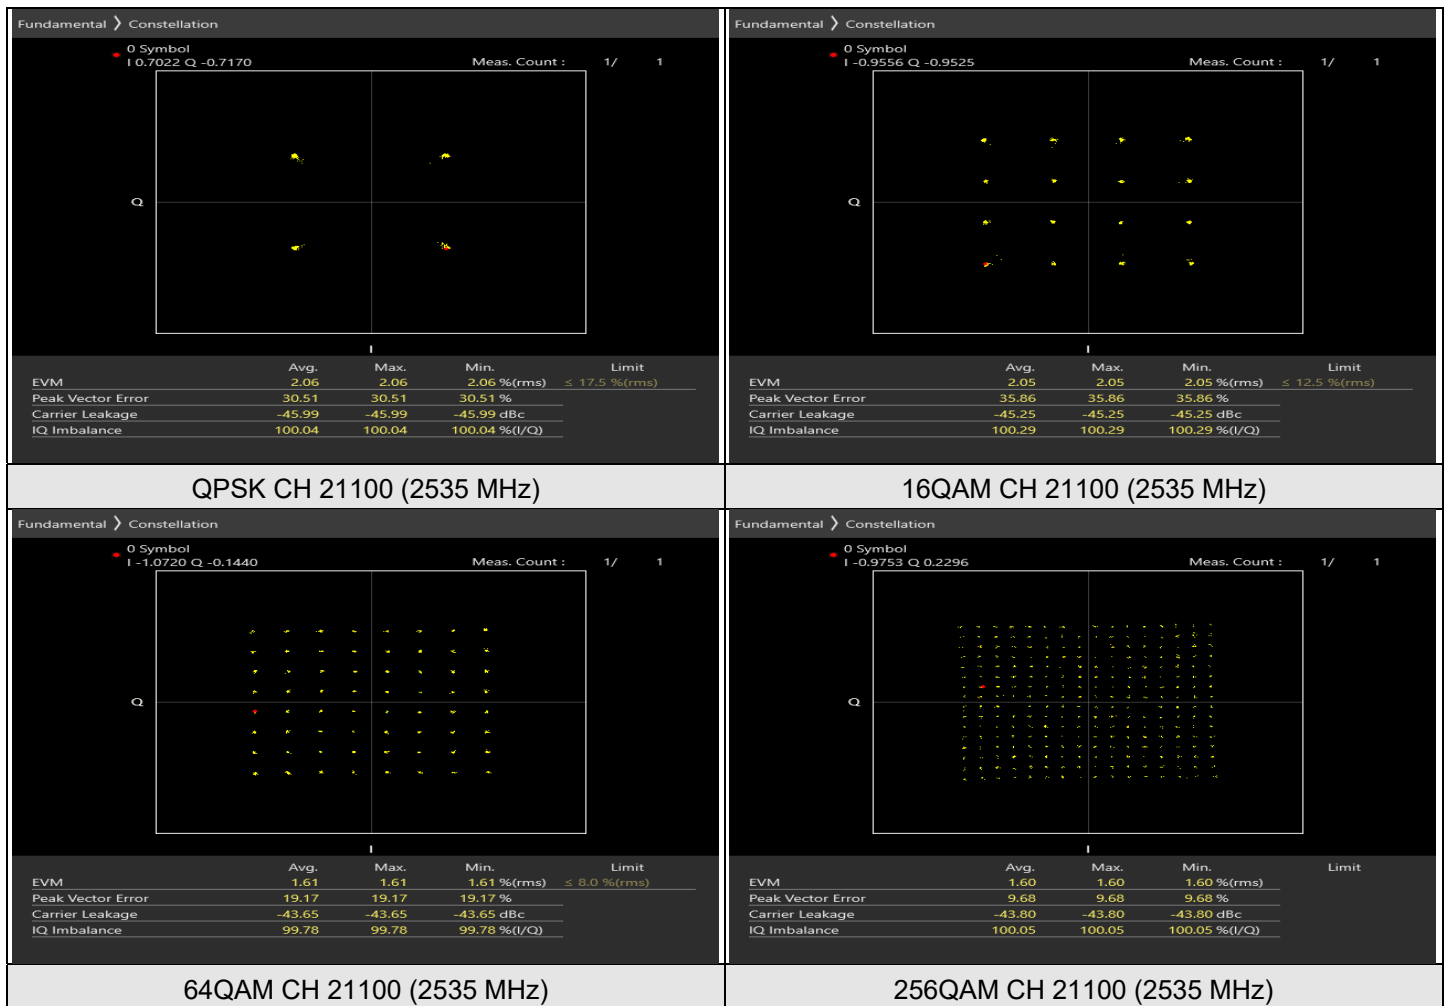 Fundamental ❯ Constellation
0 Symbol
I 0.7022 Q -0.7170 Meas. Count : 1/ 1
Q
I
Avg. Max. Min. Limit
EVM 2.06 2.06 2.06 %(rms) ≤ 17.5 %(rms)
Peak Vector Error 30.51 30.51 30.51 %
Carrier Leakage -45.99 -45.99 -45.99 dBc
IQ Imbalance 100.04 100.04 100.04 %(I/Q)
QPSK CH 21100 (2535 MHz)
Fundamental ❯ Constellation
0 Symbol
I -0.9556 Q -0.9525 Meas. Count : 1/ 1
Q
I
Avg. Max. Min. Limit
EVM 2.05 2.05 2.05 %(rms) ≤ 12.5 %(rms)
Peak Vector Error 35.86 35.86 35.86 %
Carrier Leakage -45.25 -45.25 -45.25 dBc
IQ Imbalance 100.29 100.29 100.29 %(I/Q)
16QAM CH 21100 (2535 MHz)
Fundamental ❯ Constellation
0 Symbol
I -1.0720 Q -0.1440 Meas. Count : 1/ 1
Q
I
Avg. Max. Min. Limit
EVM 1.61 1.61 1.61 %(rms) ≤ 8.0 %(rms)
Peak Vector Error 19.17 19.17 19.17 %
Carrier Leakage -43.65 -43.65 -43.65 dBc
IQ Imbalance 99.78 99.78 99.78 %(I/Q)
64QAM CH 21100 (2535 MHz)
Fundamental ❯ Constellation
0 Symbol
I -0.9753 Q 0.2296 Meas. Count : 1/ 1
Q
I
Avg. Max. Min. Limit
EVM 1.60 1.60 1.60 %(rms)
Peak Vector Error 9.68 9.68 9.68 %
Carrier Leakage -43.80 -43.80 -43.80 dBc
IQ Imbalance 100.05 100.05 100.05 %(I/Q)
256QAM CH 21100 (2535 MHz)